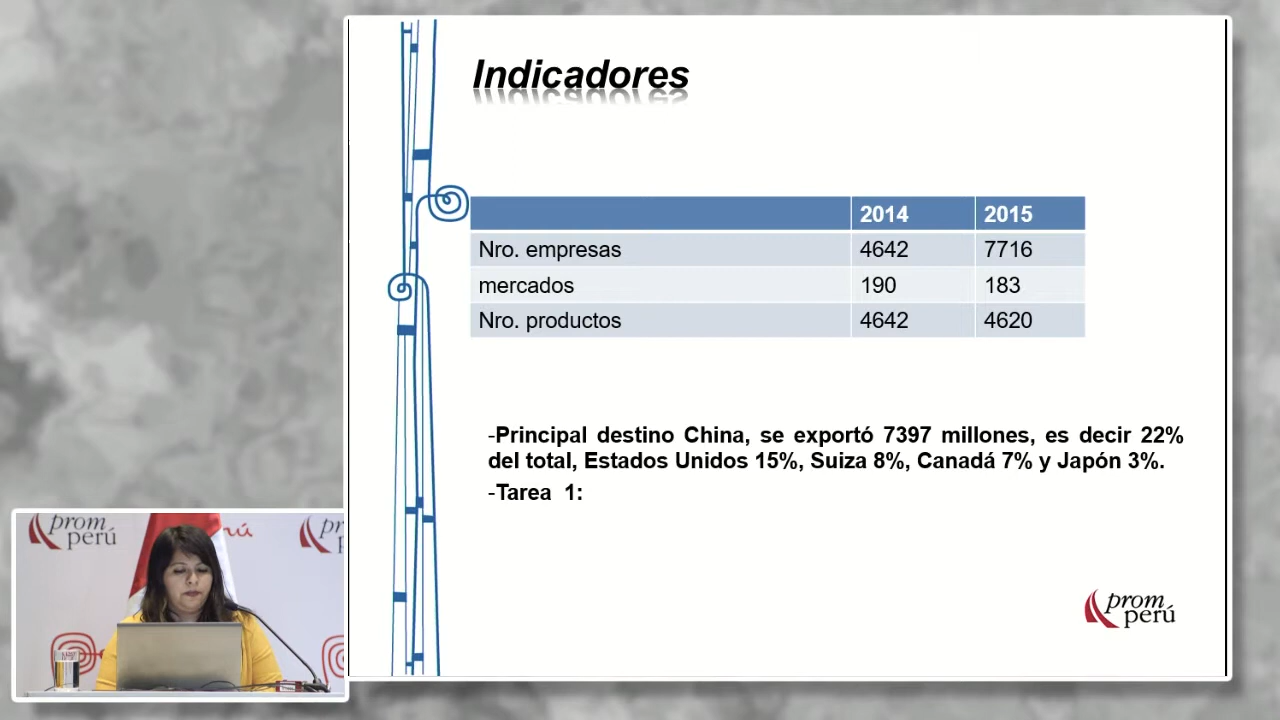 Indicadores
2014 2015
Nro. empresas 4642 7716
mercados 190 183
Nro. productos 4642 4620
-Principal destino China, se exportó 7397 millones, es decir 22%
del total, Estados Unidos 15%, Suiza 8%, Canadá 7% y Japón 3%.
-Tarea 1:
prom
perú
prom
perú
rú
pr
p